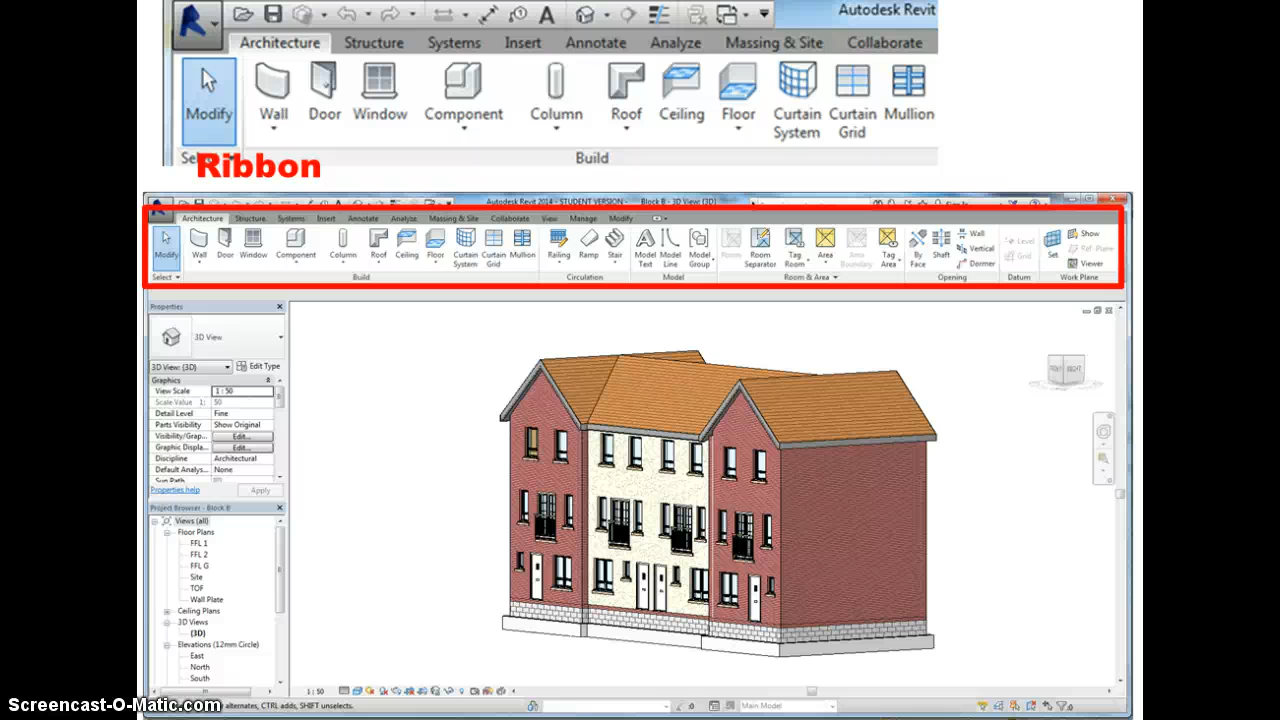 Autodesk Revit
Architecture Structure Systems Insert Annotate Analyze Massing & Site Collaborate
Modify Wall Door Window Component Column Roof Ceiling Floor Curtain System Curtain Grid Mullion
Build
Ribbon
Autodesk Revit 2014 - STUDENT VERSION - Block B - 3D View: {3D}
Architecture Structure Systems Insert Annotate Analyze Massing & Site Collaborate View Manage Modify
Modify Wall Door Window Component Column Roof Ceiling Floor Curtain System Curtain Grid Mullion Railing Ramp Stair Model Text Model Line Model Group Room Room Separator Tag Room Area Area Boundary Tag Area By Face Shaft Wall Vertical Dormer Level Grid Set Show Ref Plane Viewer
Select Build Circulation Model Room & Area Opening Datum Work Plane
Properties
3D View
3D View: {3D} Edit Type
Graphics
View Scale 1 : 50
Scale Value 1: 50
Detail Level Fine
Parts Visibility Show Original
Visibility/Grap... Edit...
Graphic Displa... Edit...
Discipline Architectural
Default Analys... None
Sun Path
Properties help Apply
Project Browser - Block B
Views (all)
Floor Plans
FFL 1
FFL 2
FFL G
Site
TOF
Wall Plate
Ceiling Plans
3D Views
{3D}
Elevations (12mm Circle)
East
North
South
FRONT RIGHT
1 : 50
Screencast-O-Matic.com
alternates, CTRL adds, SHIFT unselects.
:0
Main Model
:0